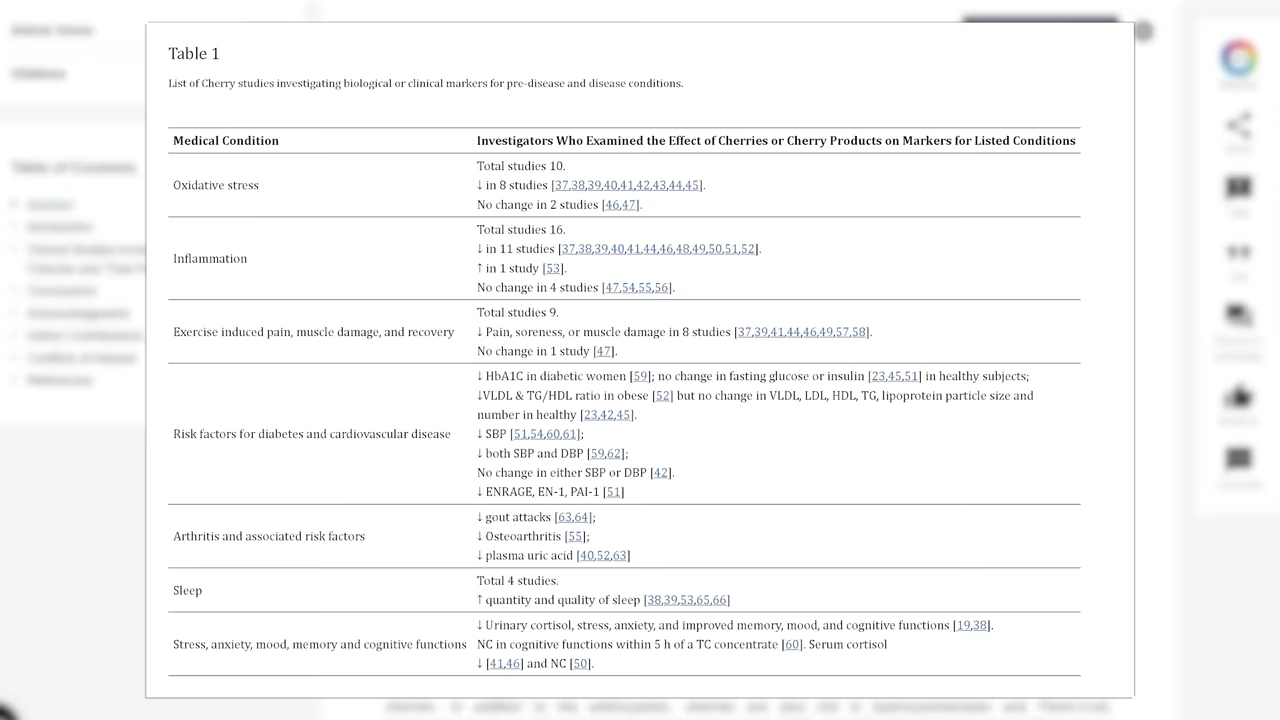 Table 1
List of Cherry studies investigating biological or clinical markers for pre-disease and disease conditions.
Medical Condition Investigators Who Examined the Effect of Cherries or Cherry Products on Markers for Listed Conditions
Oxidative stress
Total studies 10.
↓ in 8 studies [37,38,39,40,41,42,43,44,45].
No change in 2 studies [46,47].
Inflammation
Total studies 16.
↓ in 11 studies [37,38,39,40,41,44,46,48,49,50,51,52].
↑ in 1 study [53].
No change in 4 studies [47,54,55,56].
Exercise induced pain, muscle damage, and recovery
Total studies 9.
↓ Pain, soreness, or muscle damage in 8 studies [37,39,41,44,46,49,57,58].
No change in 1 study [47].
Risk factors for diabetes and cardiovascular disease
↓ HbA1C in diabetic women [59]; no change in fasting glucose or insulin [23,45,51] in healthy subjects;
↓VLDL & TG/HDL ratio in obese [52] but no change in VLDL, LDL, HDL, TG, lipoprotein particle size and
number in healthy [23,42,45].
↓ SBP [51,54,60,61];
↓ both SBP and DBP [59,62];
No change in either SBP or DBP [42].
↓ ENRAGE, EN-1, PAI-1 [51]
Arthritis and associated risk factors
↓ gout attacks [63,64];
↓ Osteoarthritis [55];
↓ plasma uric acid [40,52,63]
Sleep
Total 4 studies.
↑ quantity and quality of sleep [38,39,53,65,66]
Stress, anxiety, mood, memory and cognitive functions
↓ Urinary cortisol, stress, anxiety, and improved memory, mood, and cognitive functions [19,38].
NC in cognitive functions within 5 h of a TC concentrate [60]. Serum cortisol
↓ [41,46] and NC [50].